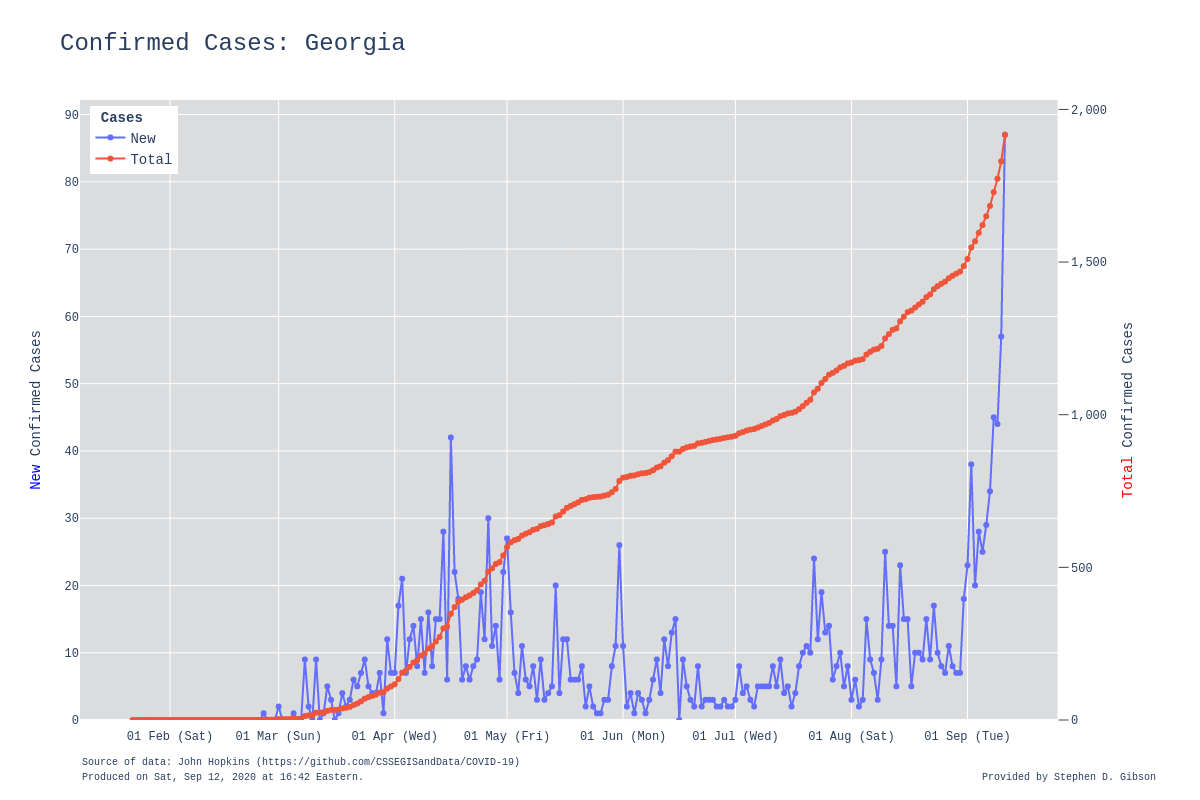 Confirmed Cases: Georgia
Cases
New
Total
90
80
70
60
50
40
30
20
10
0
2,000
1,500
1,000
500
0
New Confirmed Cases
Total Confirmed Cases
01 Feb (Sat)
01 Mar (Sun)
01 Apr (Wed)
01 May (Fri)
01 Jun (Mon)
01 Jul (Wed)
01 Aug (Sat)
01 Sep (Tue)
Source of data: John Hopkins (https://github.com/CSSEGISandData/COVID-19)
Produced on Sat, Sep 12, 2020 at 16:42 Eastern.
Provided by Stephen D. Gibson